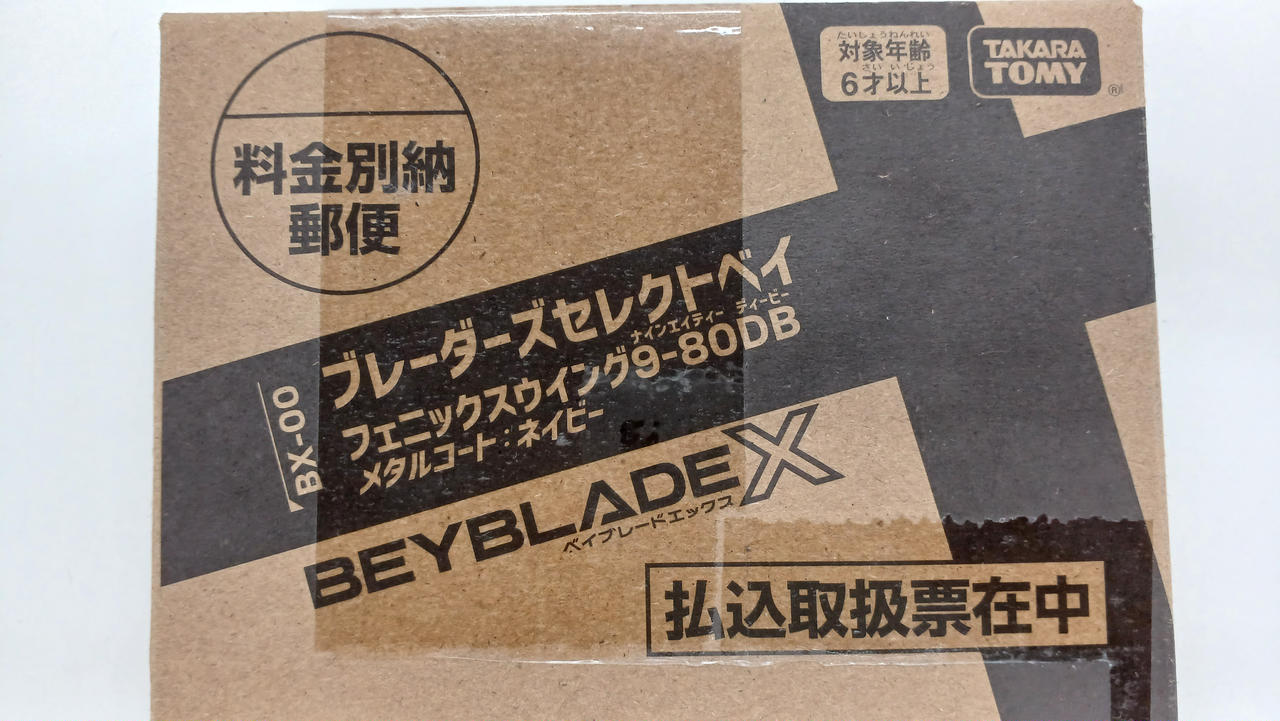 料金別納
郵便
たいしょうねんれい
対象年齢
さい いじょう
6才以上
TAKARA
TOMY
®
BX-00
ブレーダーズセレクトベイ
ナインエイティー ディービー
フェニックスウイング9-80DB
メタルコート:ネイビー
BEYBLADE X
ベイブレードエックス
払込取扱票在中